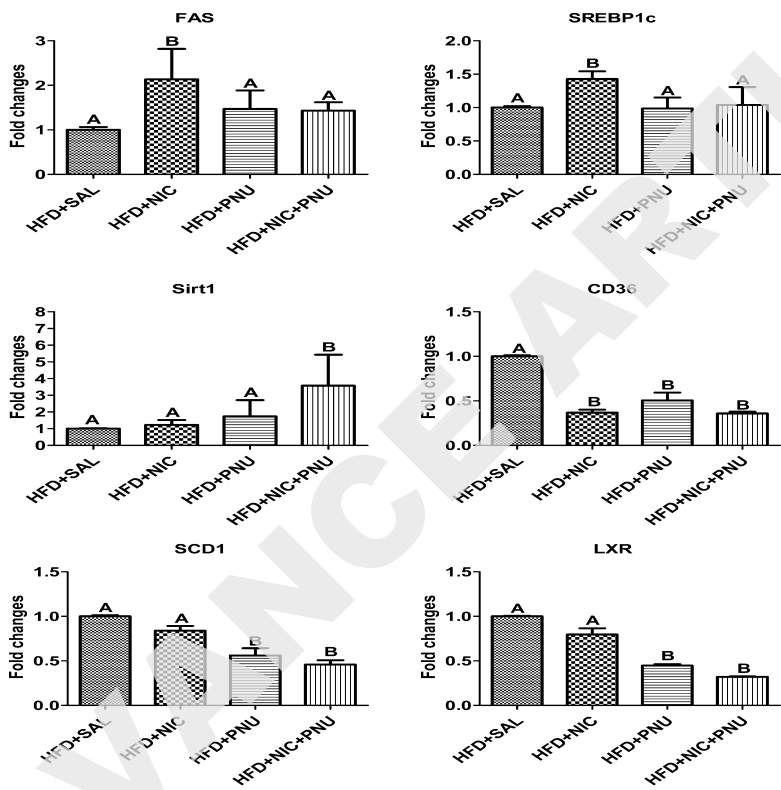 FAS
Fold changes
3
2
1
0
A
B
A
A
HFD+SAL
HFD+NIC
HFD+PNU
HFD+NIC+PNU
SREBP1c
Fold changes
2.0
1.5
1.0
0.5
0.0
A
B
A
A
HFD+SAL
HFD+NIC
HFD+PNU
HFD+NIC+PNU
Sirt1
Fold changes
8
7
6
5
4
3
2
1
0
A
A
A
B
HFD+SAL
HFD+NIC
HFD+PNU
HFD+NIC+PNU
CD36
Fold changes
1.5
1.0
0.5
0.0
A
B
B
B
HFD+SAL
HFD+NIC
HFD+PNU
HFD+NIC+PNU
SCD1
Fold changes
1.5
1.0
0.5
0.0
A
A
B
B
HFD+SAL
HFD+NIC
HFD+PNU
HFD+NIC+PNU
LXR
Fold changes
1.5
1.0
0.5
0.0
A
A
B
B
HFD+SAL
HFD+NIC
HFD+PNU
HFD+NIC+PNU
VANCE ARTI